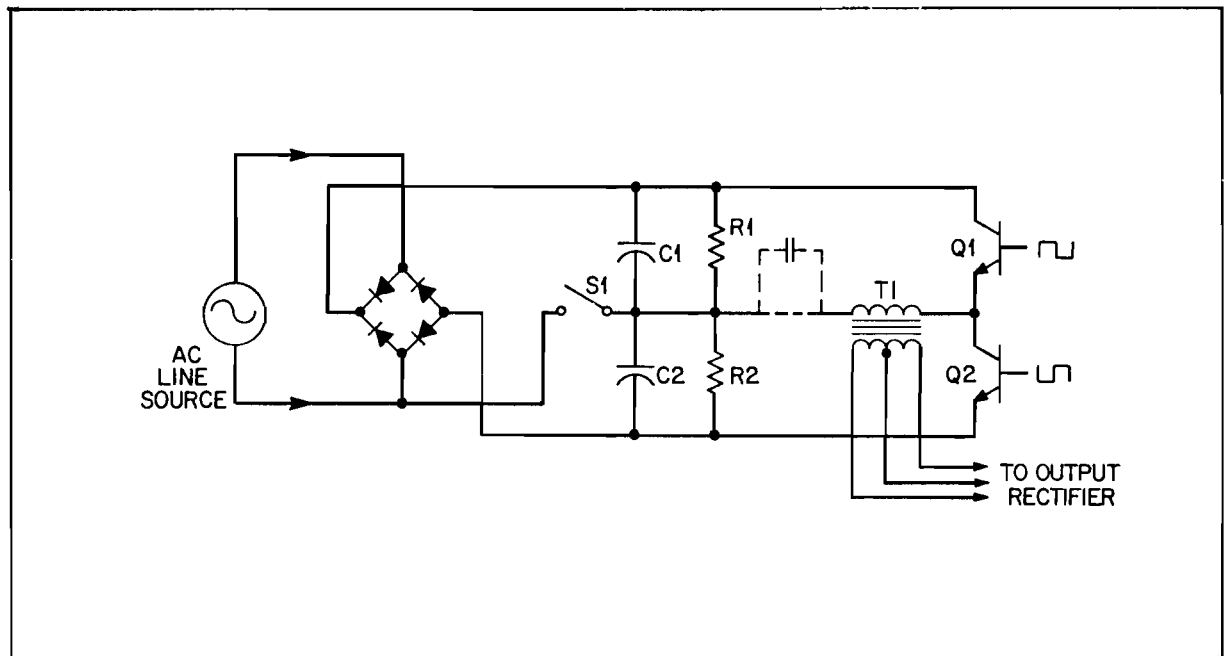 AC
LINE
SOURCE
S1
C1
C2
R1
R2
T1
Q1
Q2
TO OUTPUT
RECTIFIER